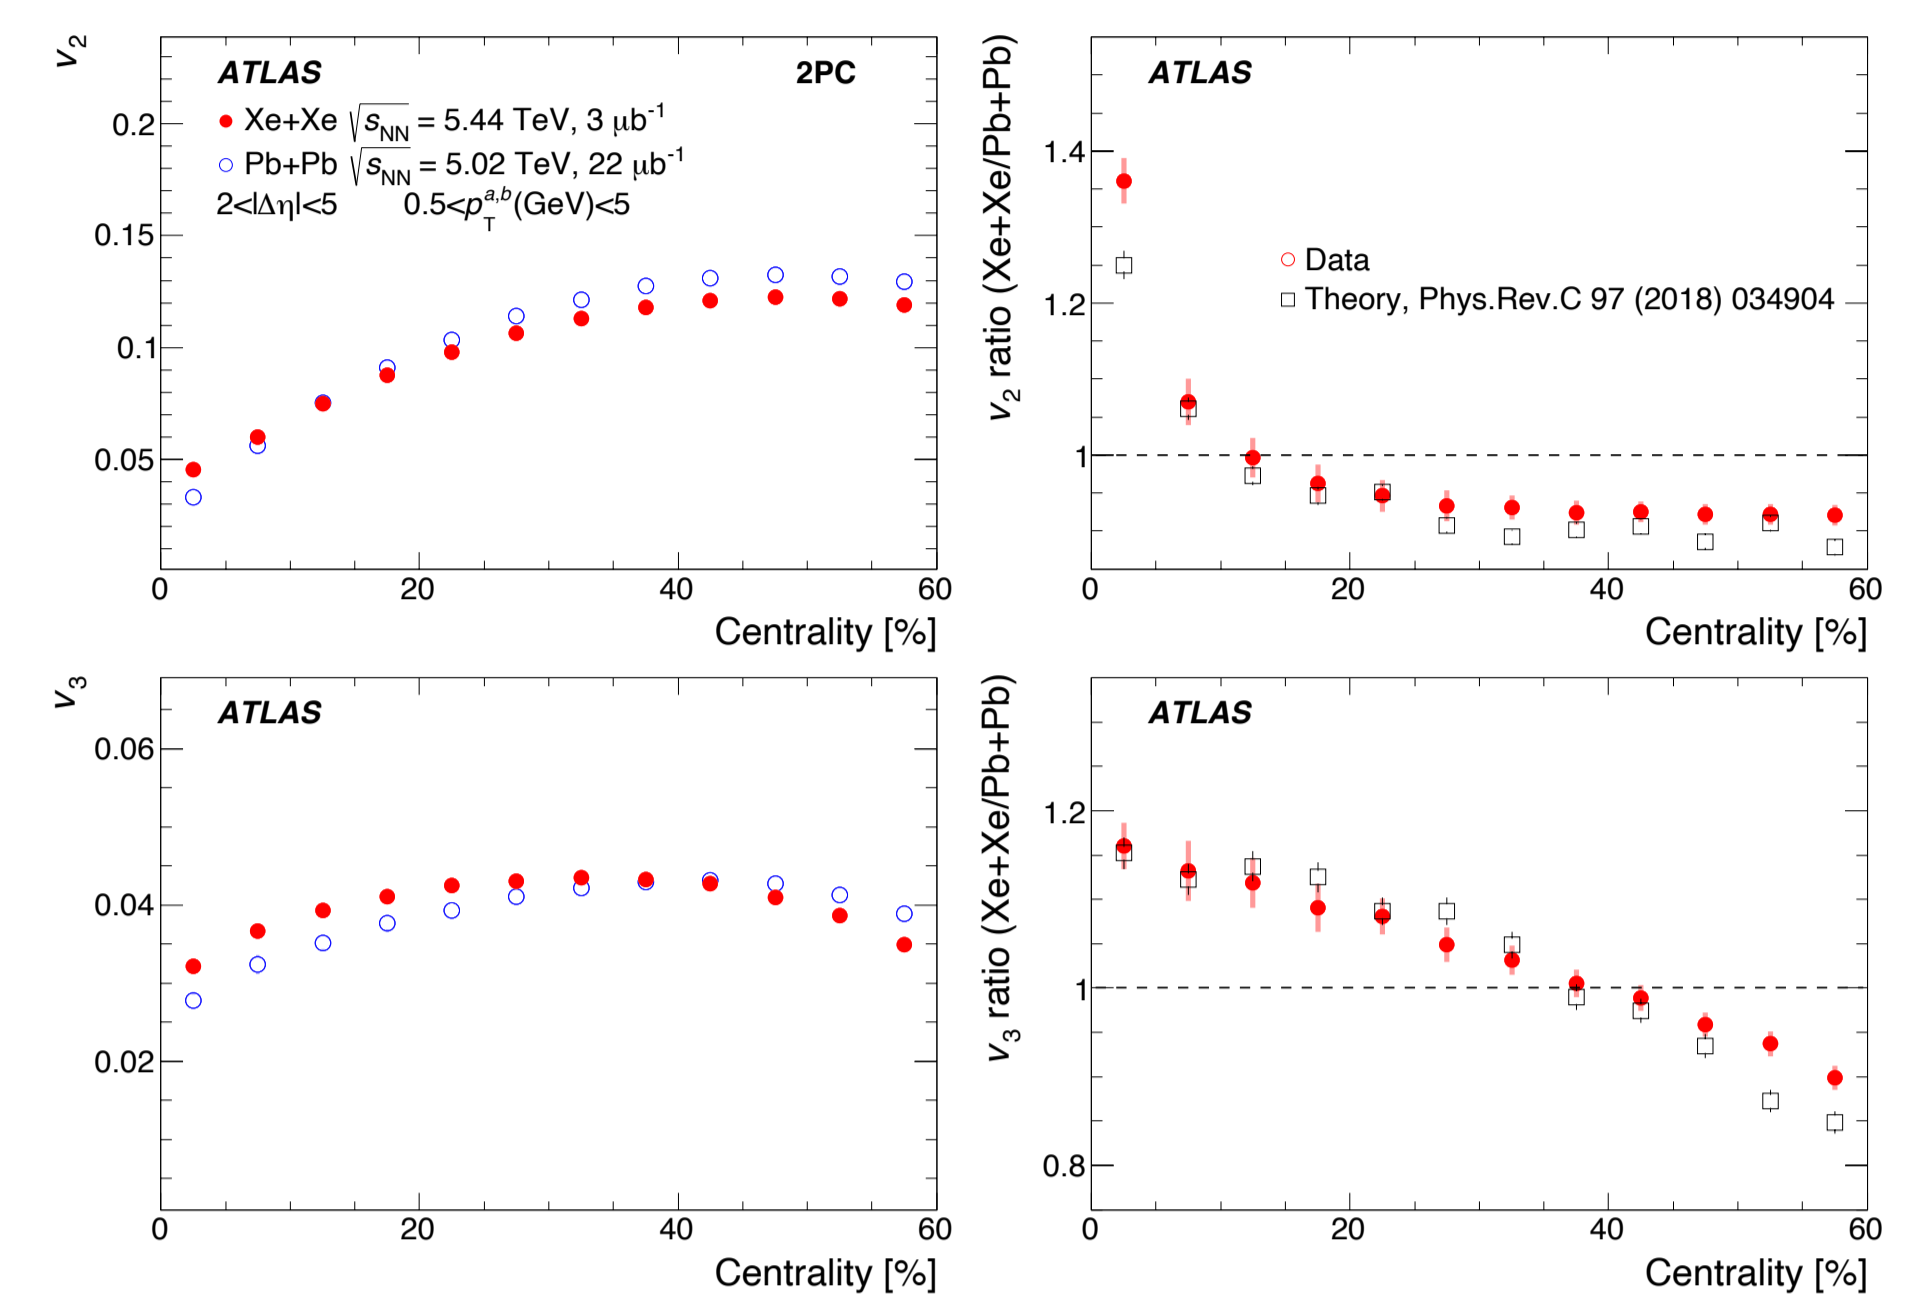 v2
ATLAS 2PC
Xe+Xe √sNN = 5.44 TeV, 3 μb-1
Pb+Pb √sNN = 5.02 TeV, 22 μb-1
2<|Δη|<5 0.5<pTa,b(GeV)<5
0.2
0.15
0.1
0.05
0 20 40 60
Centrality [%]
v2 ratio (Xe+Xe/Pb+Pb)
ATLAS
Data
Theory, Phys.Rev.C 97 (2018) 034904
1.4
1.2
1
0 20 40 60
Centrality [%]
v3
ATLAS
0.06
0.04
0.02
0 20 40 60
Centrality [%]
v3 ratio (Xe+Xe/Pb+Pb)
ATLAS
1.2
1
0.8
0 20 40 60
Centrality [%]